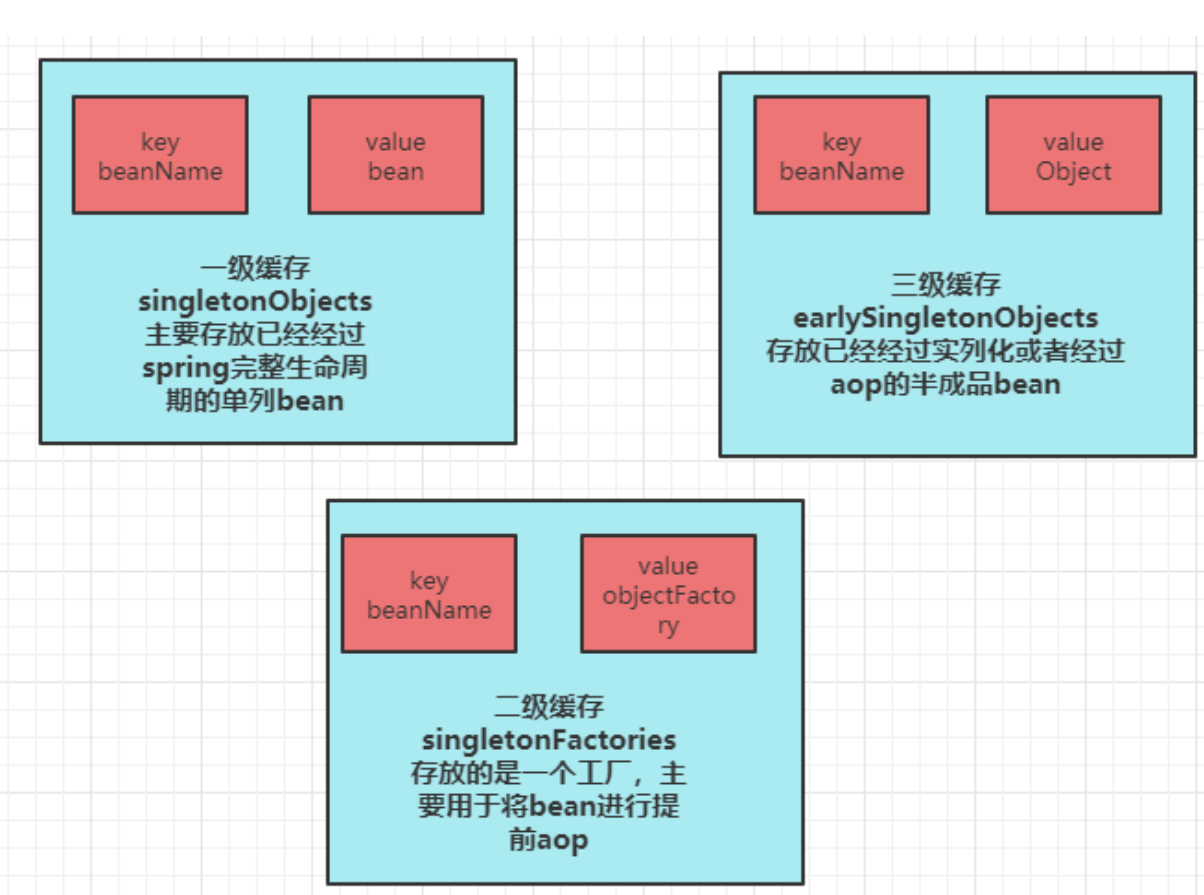 key
beanName
value
bean
一级缓存
singletonObjects
主要存放已经经过
spring完整生命周
期的单列bean
key
beanName
value
Object
三级缓存
earlySingletonObjects
存放已经经过实列化或者经过
aop的半成品bean
key
beanName
value
objectFacto
ry
二级缓存
singletonFactories
存放的是一个工厂，主
要用于将bean进行提
前aop